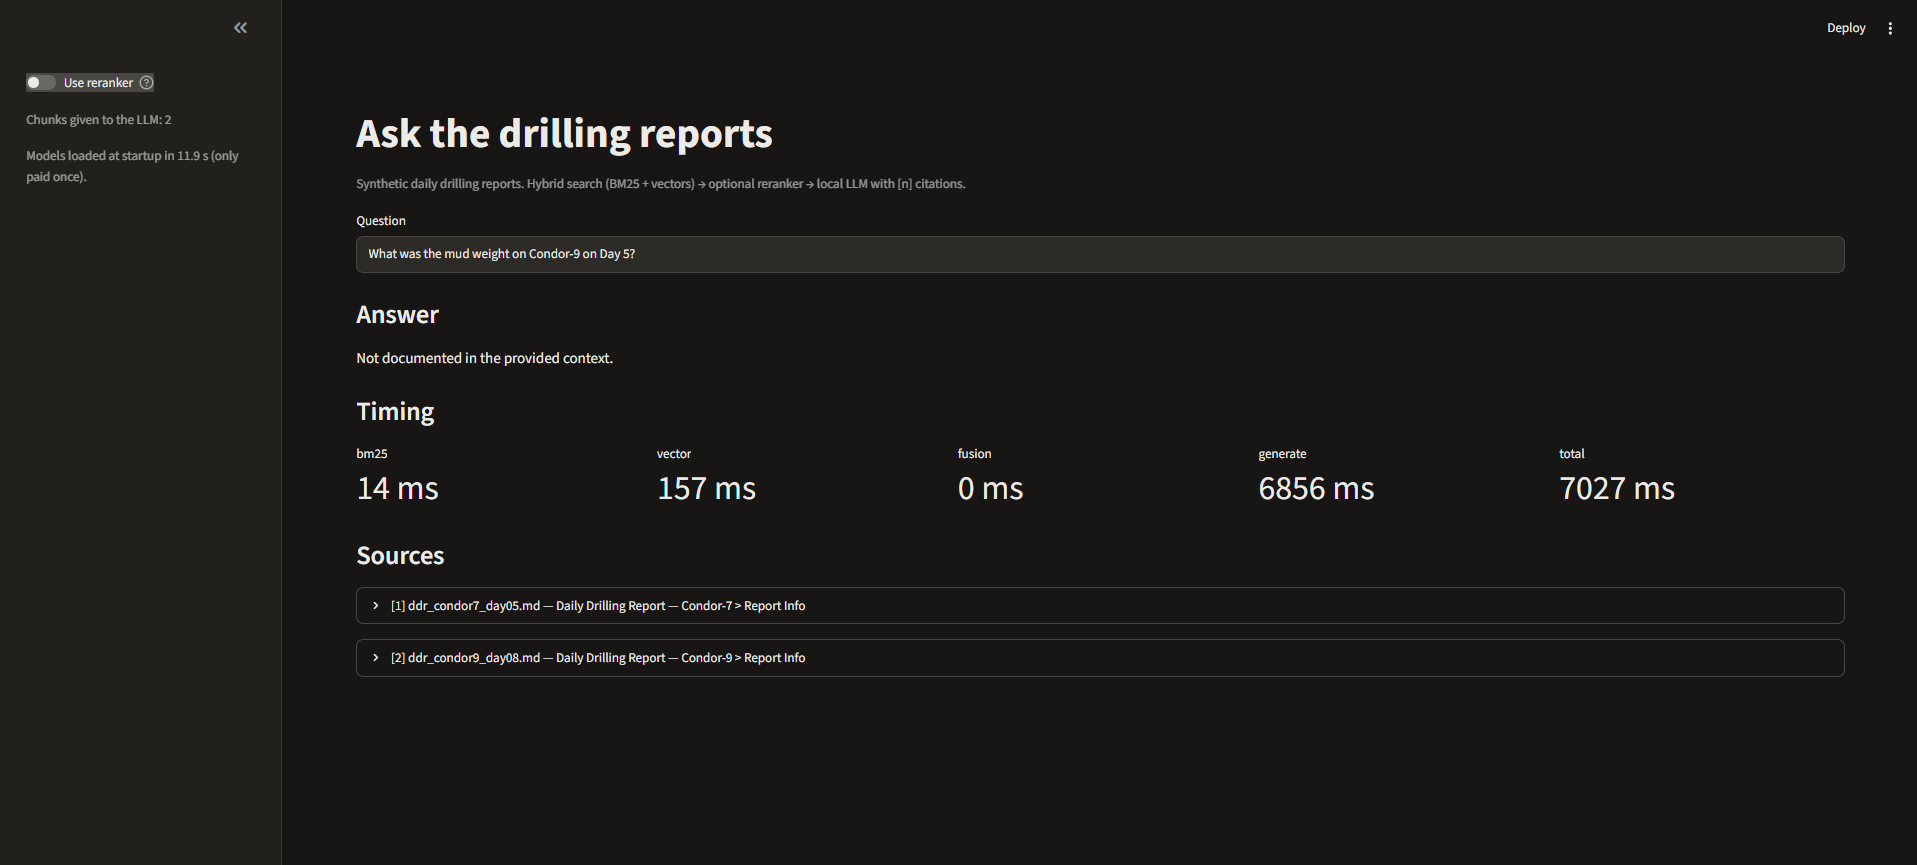 Deploy
Use reranker
Chunks given to the LLM: 2
Models loaded at startup in 11.9 s (only
paid once).
Ask the drilling reports
Synthetic daily drilling reports. Hybrid search (BM25 + vectors) → optional reranker → local LLM with [n] citations.
Question
What was the mud weight on Condor-9 on Day 5?
Answer
Not documented in the provided context.
Timing
bm25 vector fusion generate total
14 ms 157 ms 0 ms 6856 ms 7027 ms
Sources
[1] ddr_condor7_day05.md — Daily Drilling Report — Condor-7 > Report Info
[2] ddr_condor9_day08.md — Daily Drilling Report — Condor-9 > Report Info